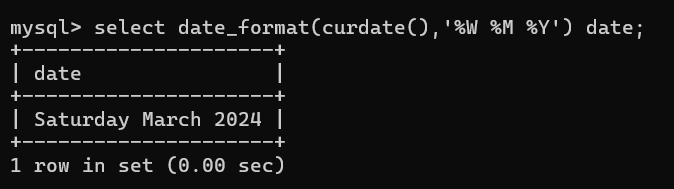 mysql> select date_format(curdate(),'%W %M %Y') date;
+---------------------+
| date                |
+---------------------+
| Saturday March 2024 |
+---------------------+
1 row in set (0.00 sec)